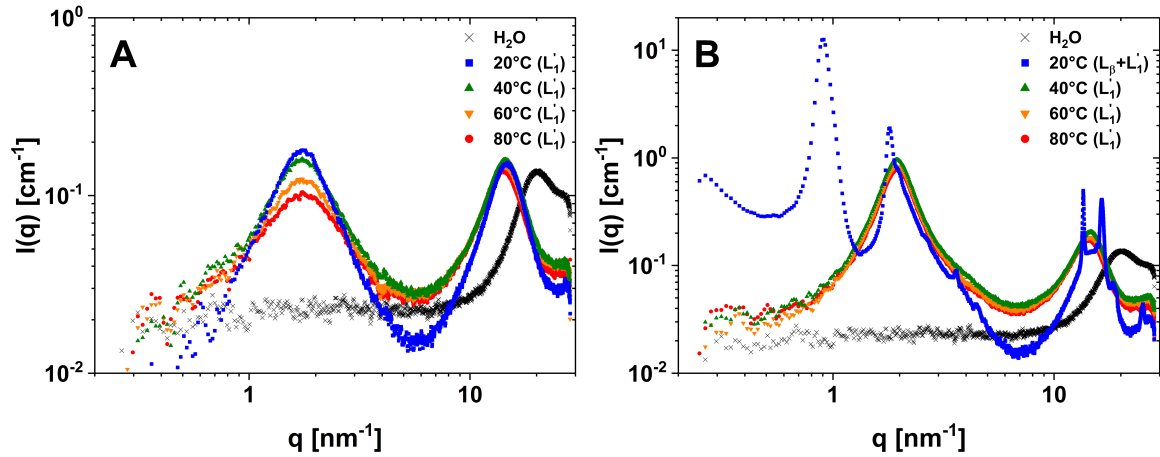 A
H₂O
20°C (L₁')
40°C (L₁')
60°C (L₁')
80°C (L₁')
I(q) [cm⁻¹]
10⁰
10⁻¹
10⁻²
1
10
q [nm⁻¹]
B
H₂O
20°C (Lᵦ+L₁')
40°C (L₁')
60°C (L₁')
80°C (L₁')
I(q) [cm⁻¹]
10¹
10⁰
10⁻¹
10⁻²
1
10
q [nm⁻¹]